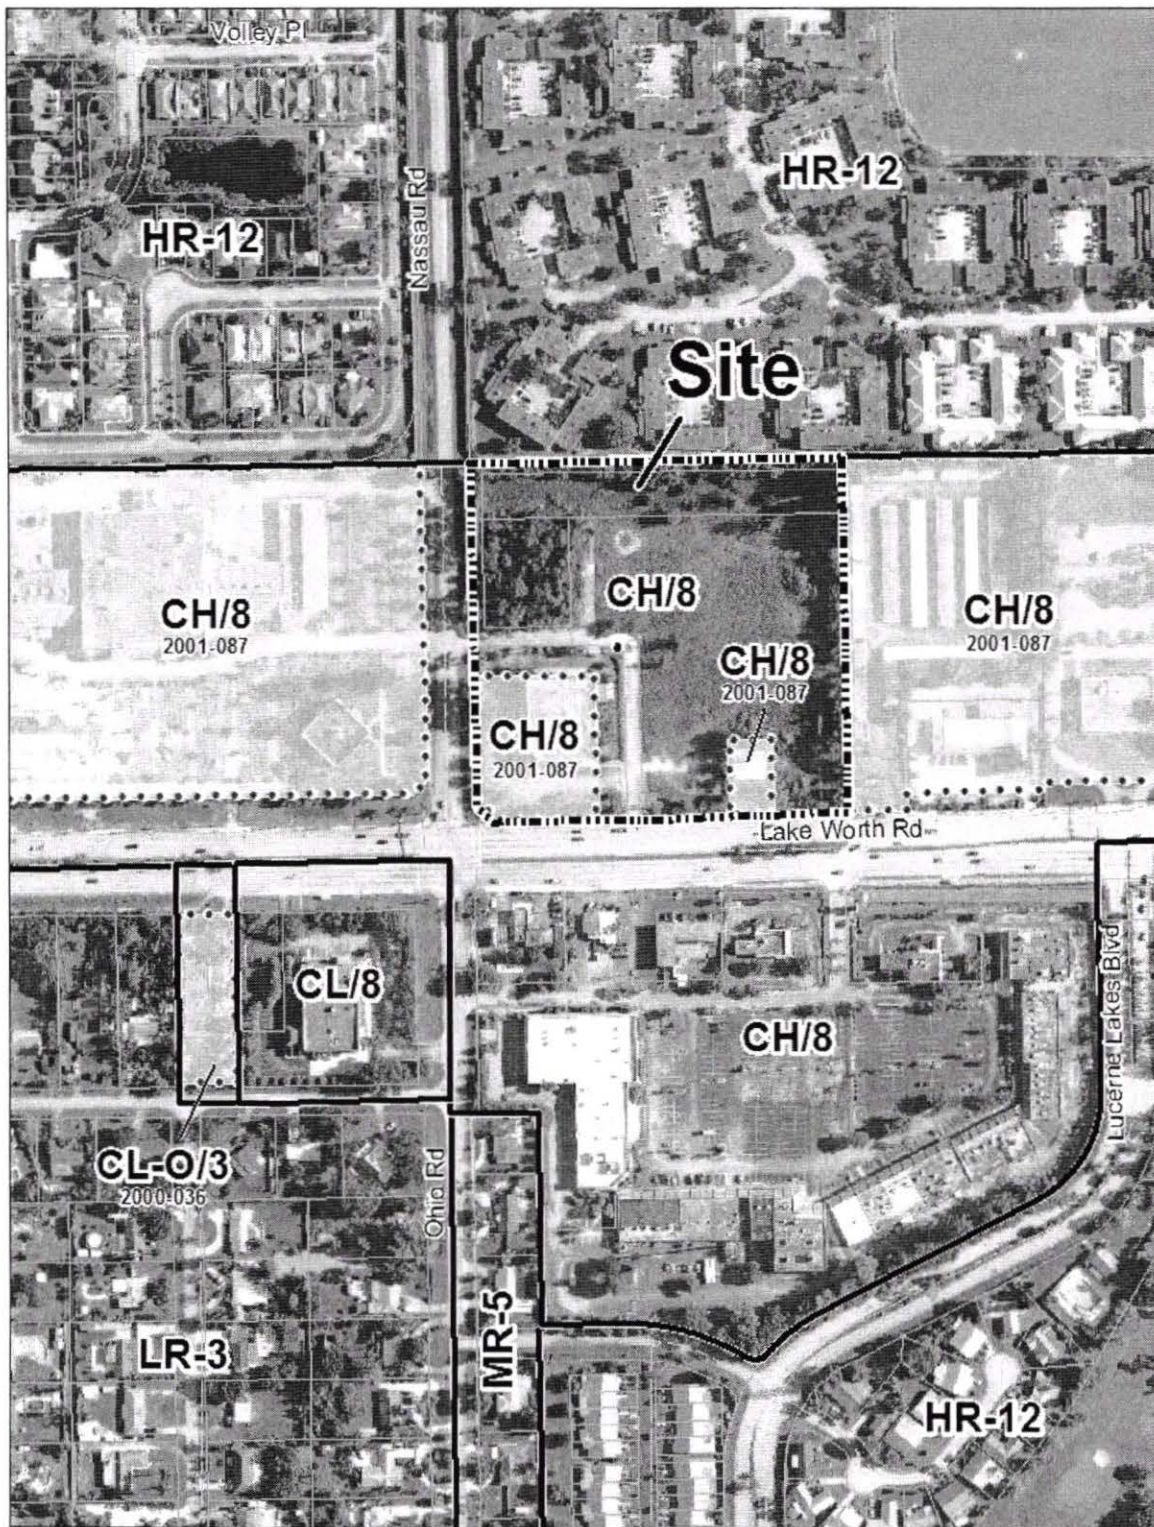 Volley Pl
HR-12
HR-12
Nassau Rd
Site
CH/8
2001-087
CH/8
CH/8
2001-087
CH/8
2001-087
CH/8
2001-087
Lake Worth Rd
CL/8
CH/8
Lucerne Lakes Blvd
CL-O/3
2000-036
Ohio Rd
LR-3
MR-5
HR-12